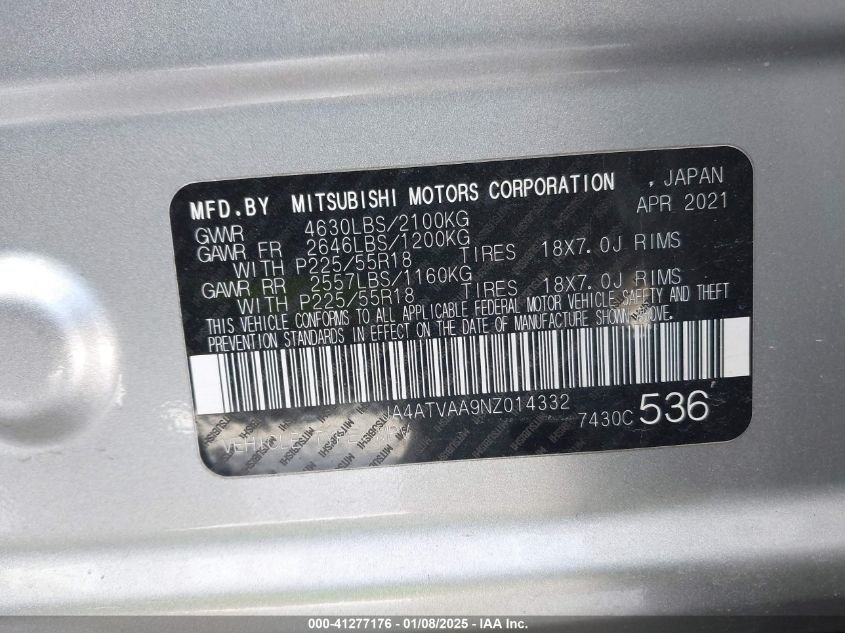 MFD.BY MITSUBISHI MOTORS CORPORATION , JAPAN
APR 2021
GVWR 4630LBS/2100KG
GAWR FR 2646LBS/1200KG
WITH P225/55R18 TIRES 18X7.0J RIMS
GAWR RR 2557LBS/1160KG
WITH P225/55R18 TIRES 18X7.0J RIMS
THIS VEHICLE CONFORMS TO ALL APPLICABLE FEDERAL MOTOR VEHICLE SAFETY AND THEFT
PREVENTION STANDARDS IN EFFECT ON THE DATE OF MANUFACTURE SHOWN ABOVE.
JA4ATVAA9NZ014332
7430C 536
VEHICLE
000-41277176 - 01/08/2025 - IAA Inc.